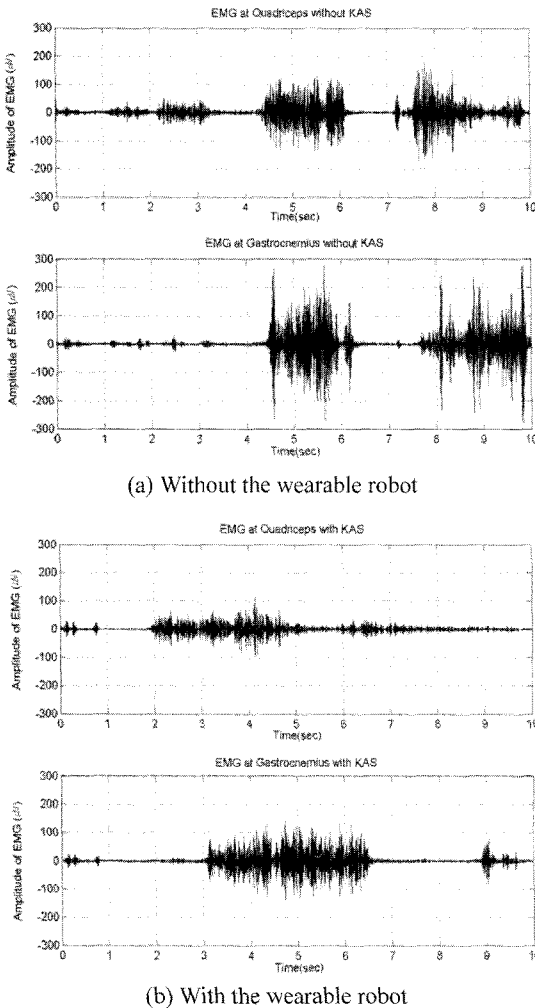 EMG at Quadriceps without KAS
Amplitude of EMG (㎶)
300
200
100
0
-100
-200
-300
0 1 2 3 4 5 6 7 8 9 10
Time(sec)
EMG at Gastrocnemius without KAS
Amplitude of EMG (㎶)
300
200
100
0
-100
-200
-300
0 1 2 3 4 5 6 7 8 9 10
Time(sec)
(a) Without the wearable robot
EMG at Quadriceps with KAS
Amplitude of EMG (㎶)
300
200
100
0
-100
-200
-300
0 1 2 3 4 5 6 7 8 9 10
Time(sec)
EMG at Gastrocnemius with KAS
Amplitude of EMG (㎶)
300
200
100
0
-100
-200
-300
0 1 2 3 4 5 6 7 8 9 10
Time(sec)
(b) With the wearable robot